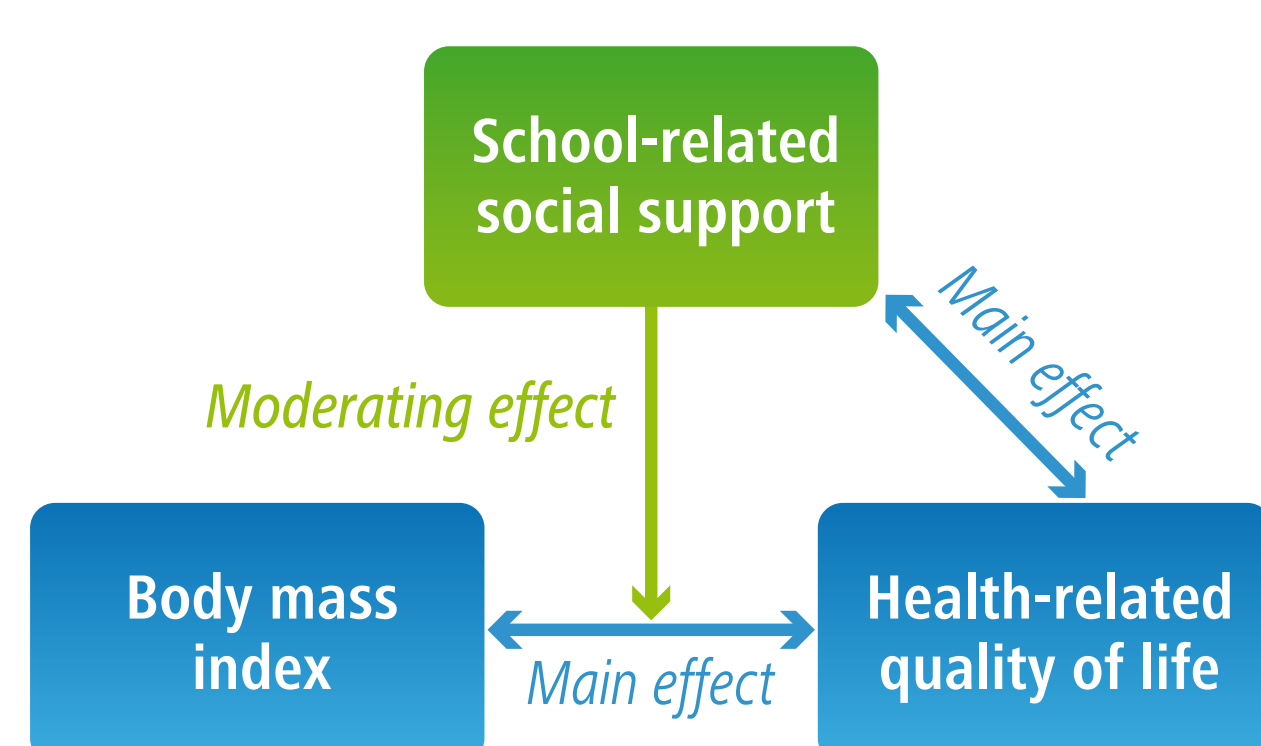 School-related
social support
Main effect
Moderating effect
Body mass
index
Main effect
Health-related
quality of life